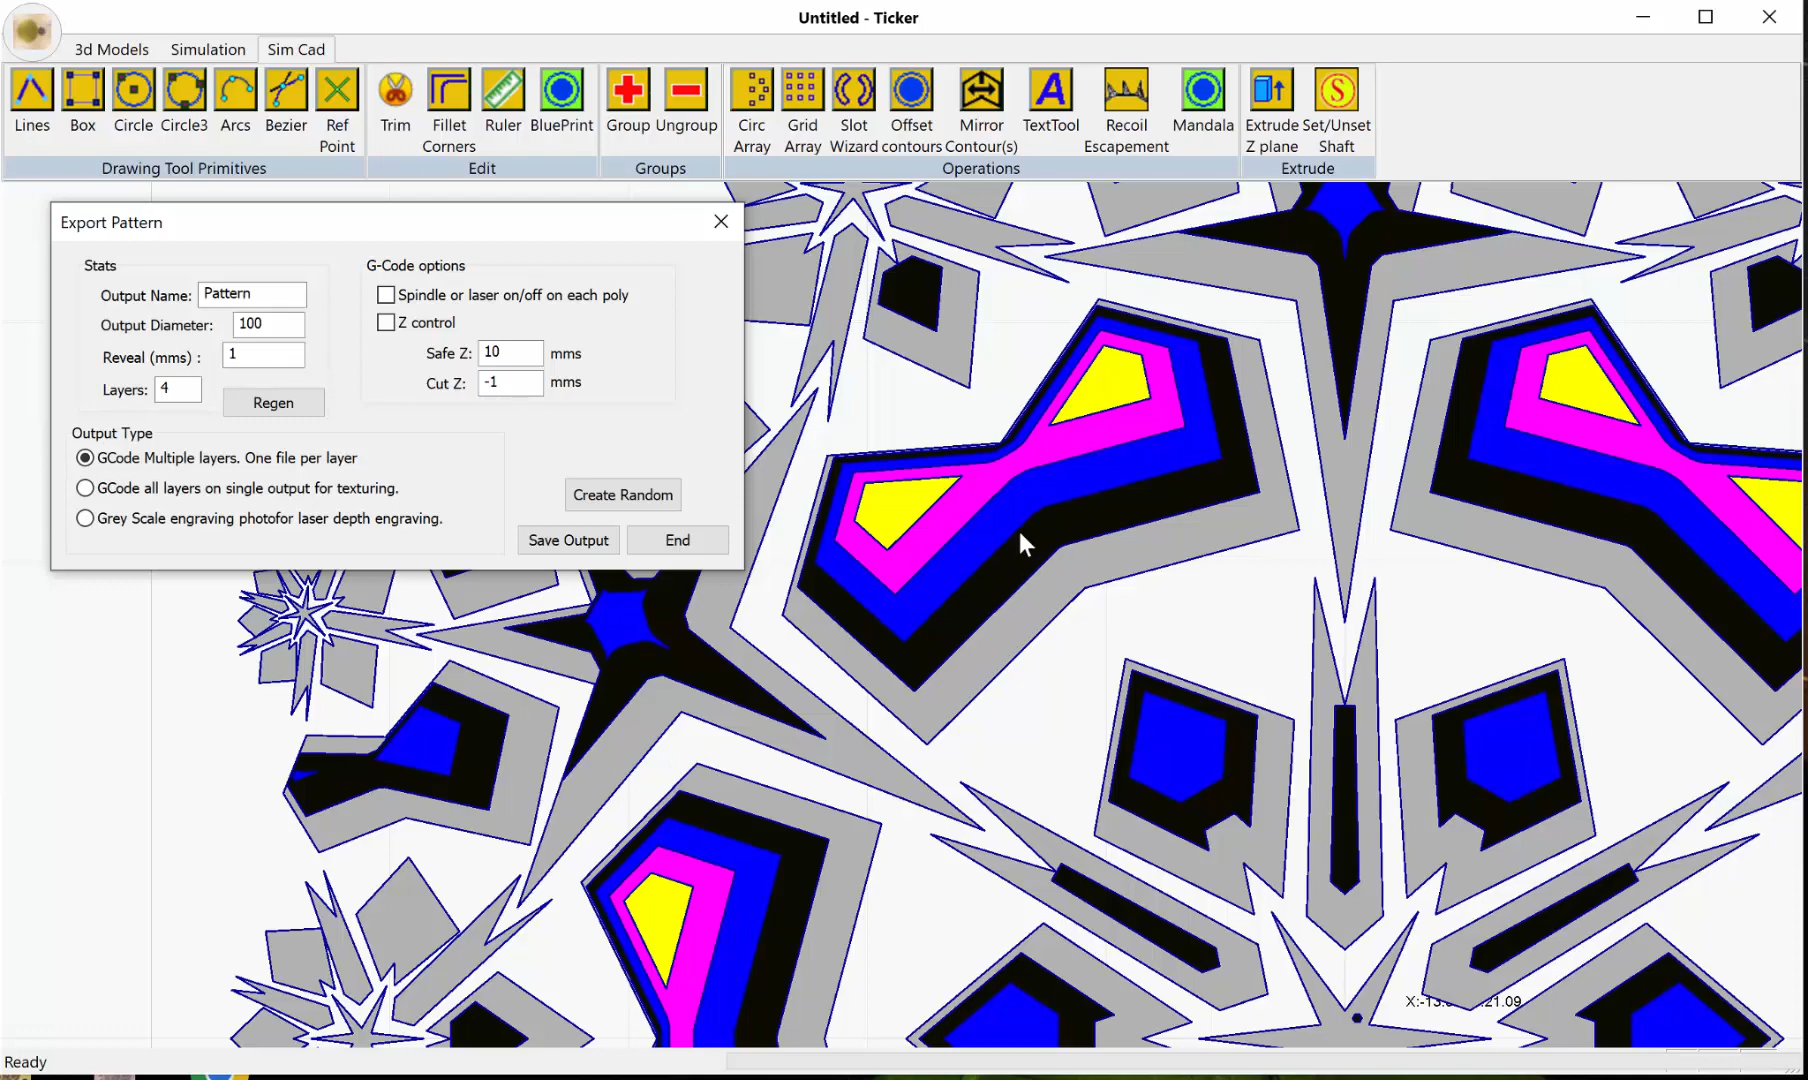 Untitled - Ticker
3d Models Simulation Sim Cad
Lines Box Circle Circle3 Arcs Bezier Ref Point
Trim Fillet Corners Ruler BluePrint
Group Ungroup
Circ Array Grid Array Slot Wizard Offset contours Mirror Contour(s) TextTool Recoil Escapement Mandala
Extrude Z plane Set/Unset Shaft
Drawing Tool Primitives Edit Groups Operations Extrude
Export Pattern
Stats
Output Name: Pattern
Output Diameter: 100
Reveal (mms) : 1
Layers: 4
Regen
G-Code options
Spindle or laser on/off on each poly
Z control
Safe Z: 10 mms
Cut Z: -1 mms
Output Type
GCode Multiple layers. One file per layer
GCode all layers on single output for texturing.
Grey Scale engraving photofor laser depth engraving.
Create Random
Save Output End
Ready